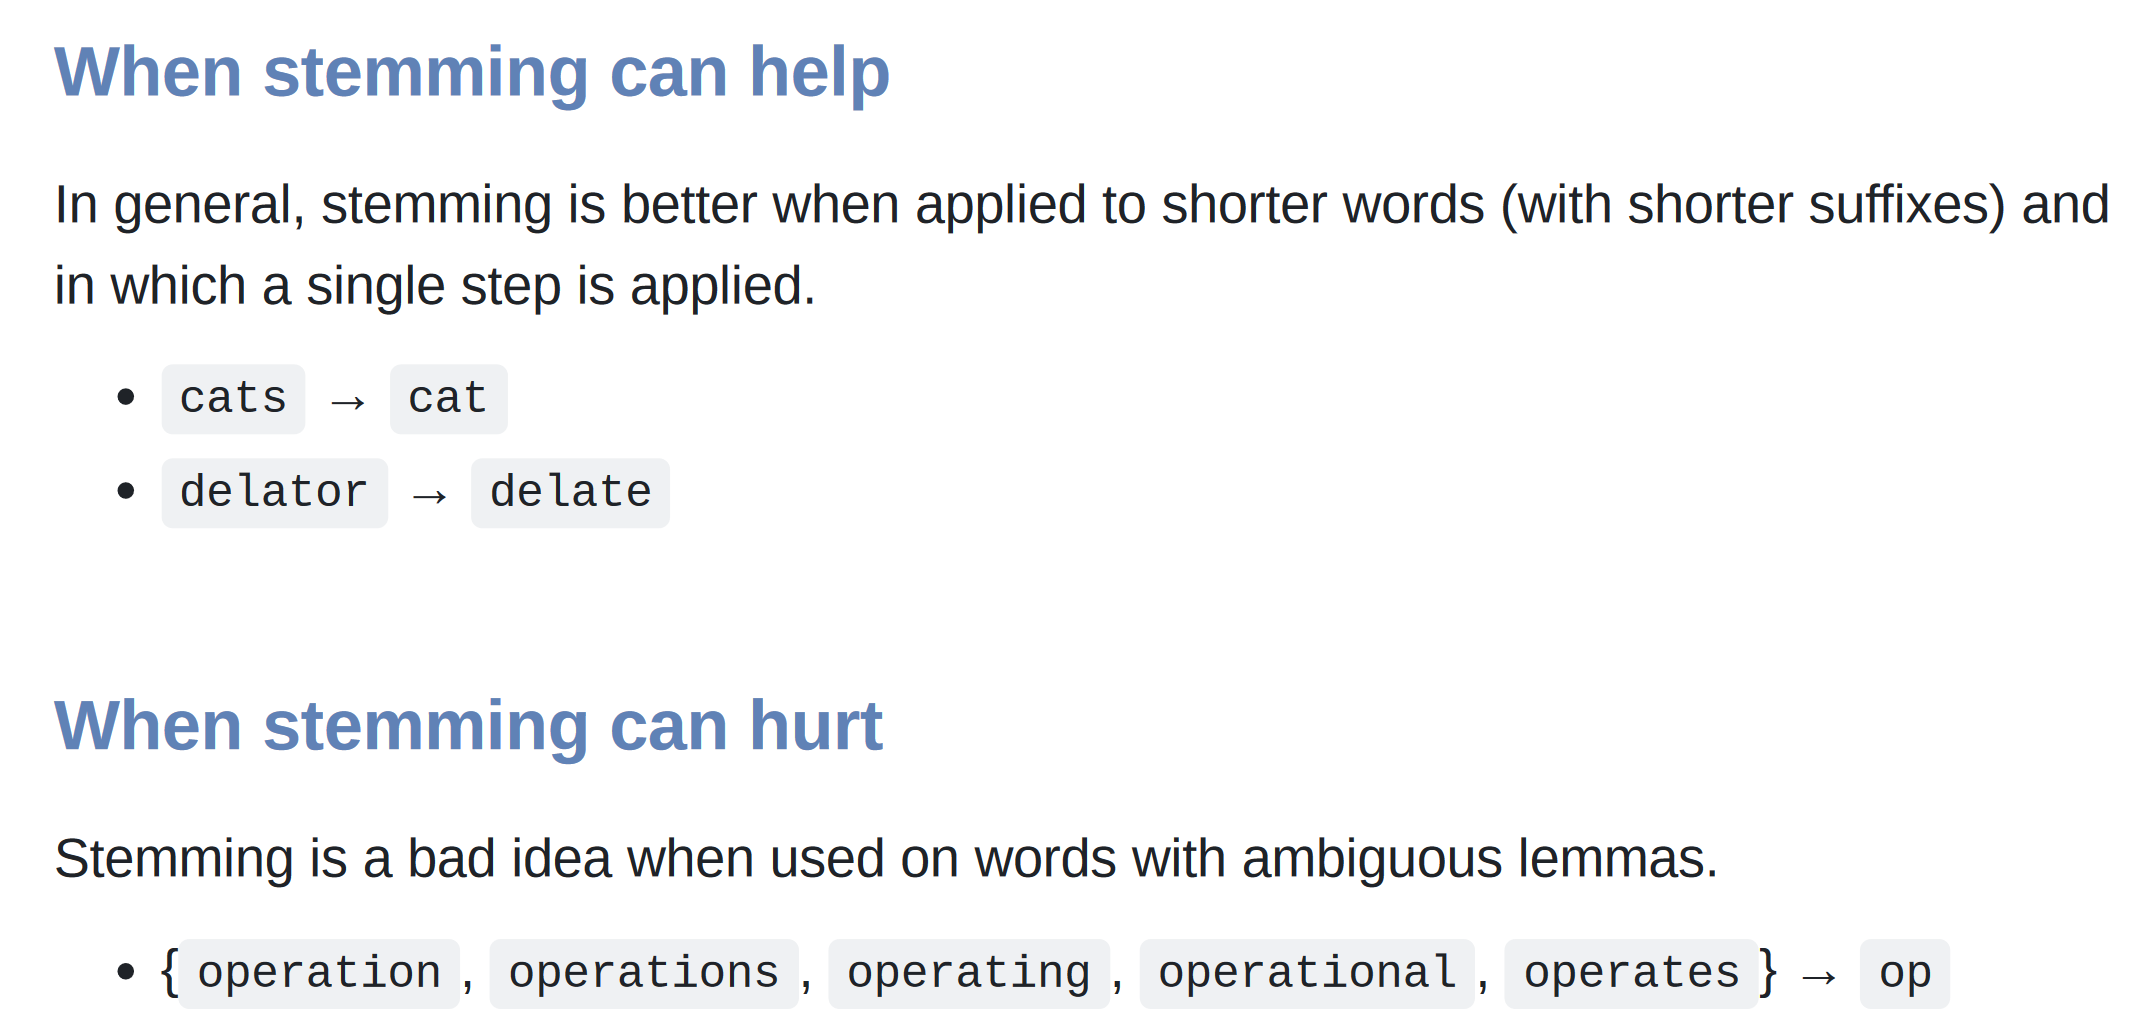 When stemming can help
In general, stemming is better when applied to shorter words (with shorter suffixes) and
in which a single step is applied.
• cats → cat
• delator → delate
When stemming can hurt
Stemming is a bad idea when used on words with ambiguous lemmas.
• {operation, operations, operating, operational, operates} → op